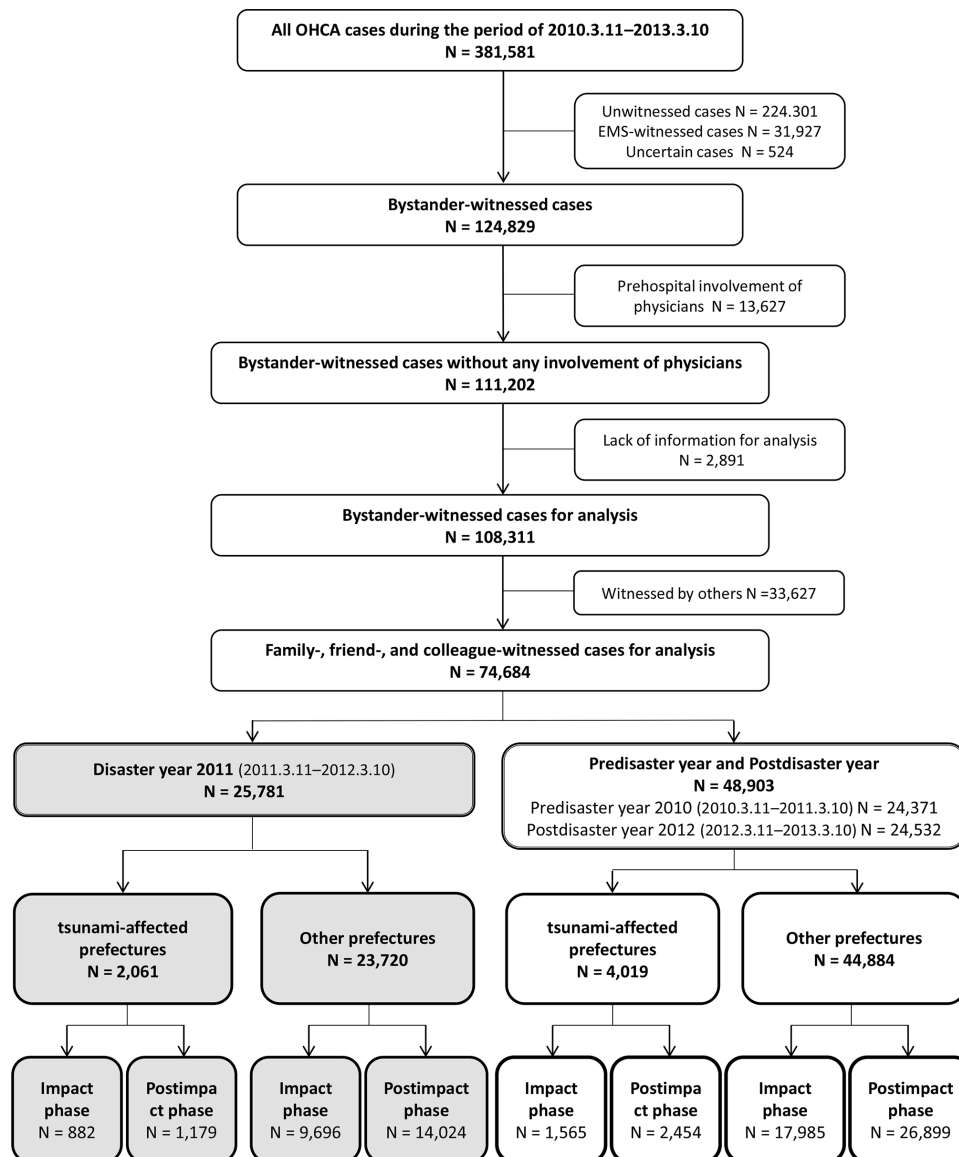 All OHCA cases during the period of 2010.3.11–2013.3.10
N = 381,581
Unwitnessed cases N = 224.301
EMS-witnessed cases N = 31,927
Uncertain cases N = 524
Bystander-witnessed cases
N = 124,829
Prehospital involvement of
physicians N = 13,627
Bystander-witnessed cases without any involvement of physicians
N = 111,202
Lack of information for analysis
N = 2,891
Bystander-witnessed cases for analysis
N = 108,311
Witnessed by others N =33,627
Family-, friend-, and colleague-witnessed cases for analysis
N = 74,684
Disaster year 2011 (2011.3.11–2012.3.10)
N = 25,781
Predisaster year and Postdisaster year
N = 48,903
Predisaster year 2010 (2010.3.11–2011.3.10) N = 24,371
Postdisaster year 2012 (2012.3.11–2013.3.10) N = 24,532
tsunami-affected
prefectures
N = 2,061
Other prefectures
N = 23,720
tsunami-affected
prefectures
N = 4,019
Other prefectures
N = 44,884
Impact
phase
N = 882
Postimpa
ct phase
N = 1,179
Impact
phase
N = 9,696
Postimpact
phase
N = 14,024
Impact
phase
N = 1,565
Postimpa
ct phase
N = 2,454
Impact
phase
N = 17,985
Postimpact
phase
N = 26,899